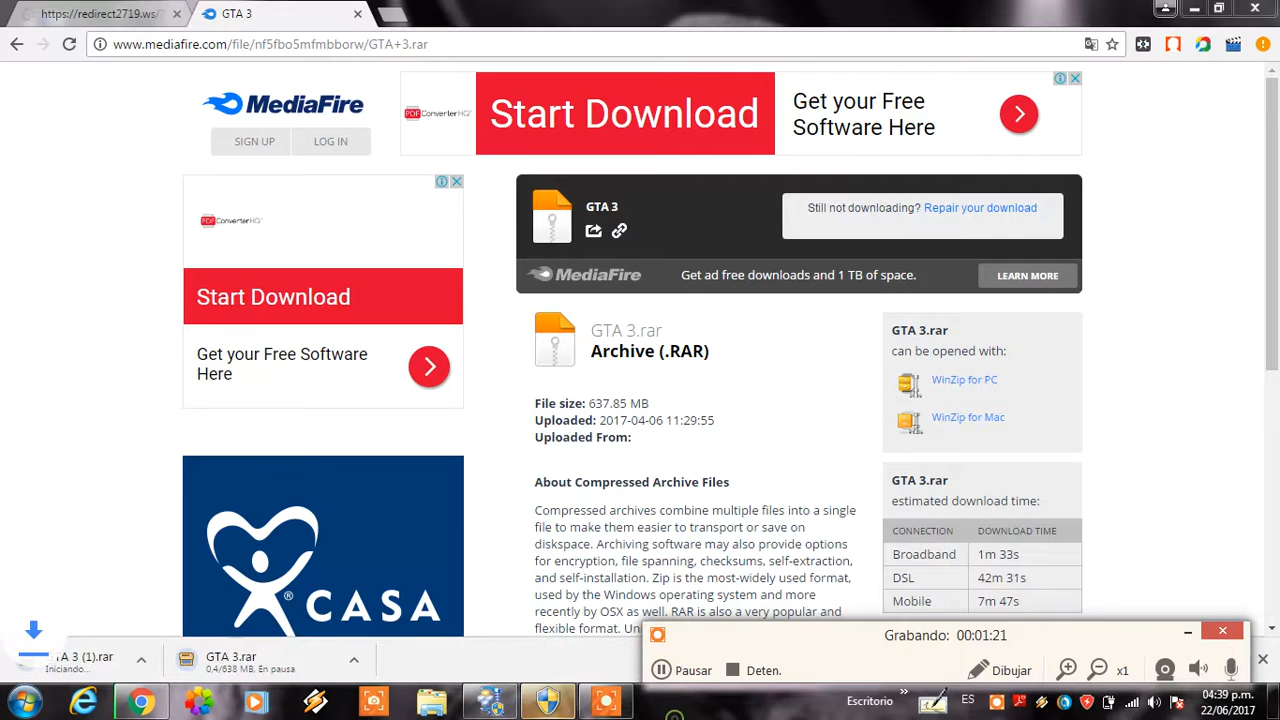 https://redirect2719.ws/?
GTA 3
www.mediafire.com/file/nf5fbo5mfmbborw/GTA+3.rar
MediaFire
SIGN UP
LOG IN
PDF ConverterHQ
Start Download
Get your Free
Software Here
PDF ConverterHQ
Start Download
Get your Free Software
Here
GTA 3
Still not downloading? Repair your download
MediaFire
Get ad free downloads and 1 TB of space.
LEARN MORE
GTA 3.rar
Archive (.RAR)
File size: 637.85 MB
Uploaded: 2017-04-06 11:29:55
Uploaded From:
About Compressed Archive Files
Compressed archives combine multiple files into a single
file to make them easier to transport or save on
diskspace. Archiving software may also provide options
for encryption, file spanning, checksums, self-extraction,
and self-installation. Zip is the most-widely used format,
used by the Windows operating system and more
recently by OSX as well. RAR is also a very popular and
flexible format.
GTA 3.rar
can be opened with:
WinZip for PC
WinZip for Mac
GTA 3.rar
estimated download time:
CONNECTION DOWNLOAD TIME
Broadband 1m 33s
DSL 42m 31s
Mobile 7m 47s
® CASA
A 3 (1).rar
Iniciando...
GTA 3.rar
0,4/638 MB, En pausa
Grabando: 00:01:21
Pausar
Deten.
Dibujar
x1
Escritorio
»
ES
04:39 p.m.
22/06/2017